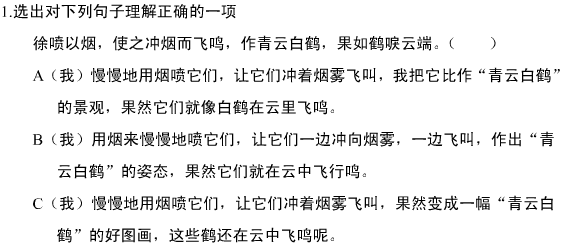 1.选出对下列句子理解正确的一项
徐喷以烟，使之冲烟而飞鸣，作青云白鹤，果如鹤唳云端。（　　）
A（我）慢慢地用烟喷它们，让它们冲着烟雾飞叫，我把它比作“青云白鹤”
的景观，果然它们就像白鹤在云里飞鸣。
B（我）用烟来慢慢地喷它们，让它们一边冲向烟雾，一边飞叫，作出“青
云白鹤”的姿态，果然它们就在云中飞行鸣。
C（我）慢慢地用烟喷它们，让它们冲着烟雾飞叫，果然变成一幅“青云白
鹤”的好图画，这些鹤还在云中飞鸣呢。